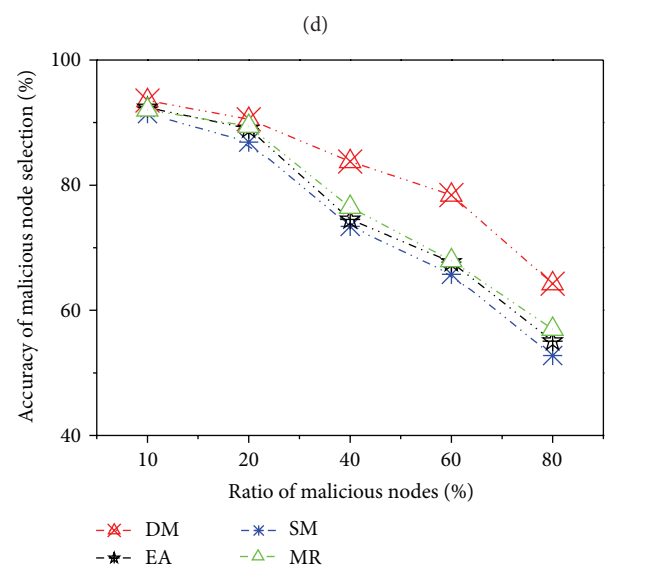 (d)
Accuracy of malicious node selection (%)
100
80
60
40
10 20 40 60 80
Ratio of malicious nodes (%)
DM SM
EA MR